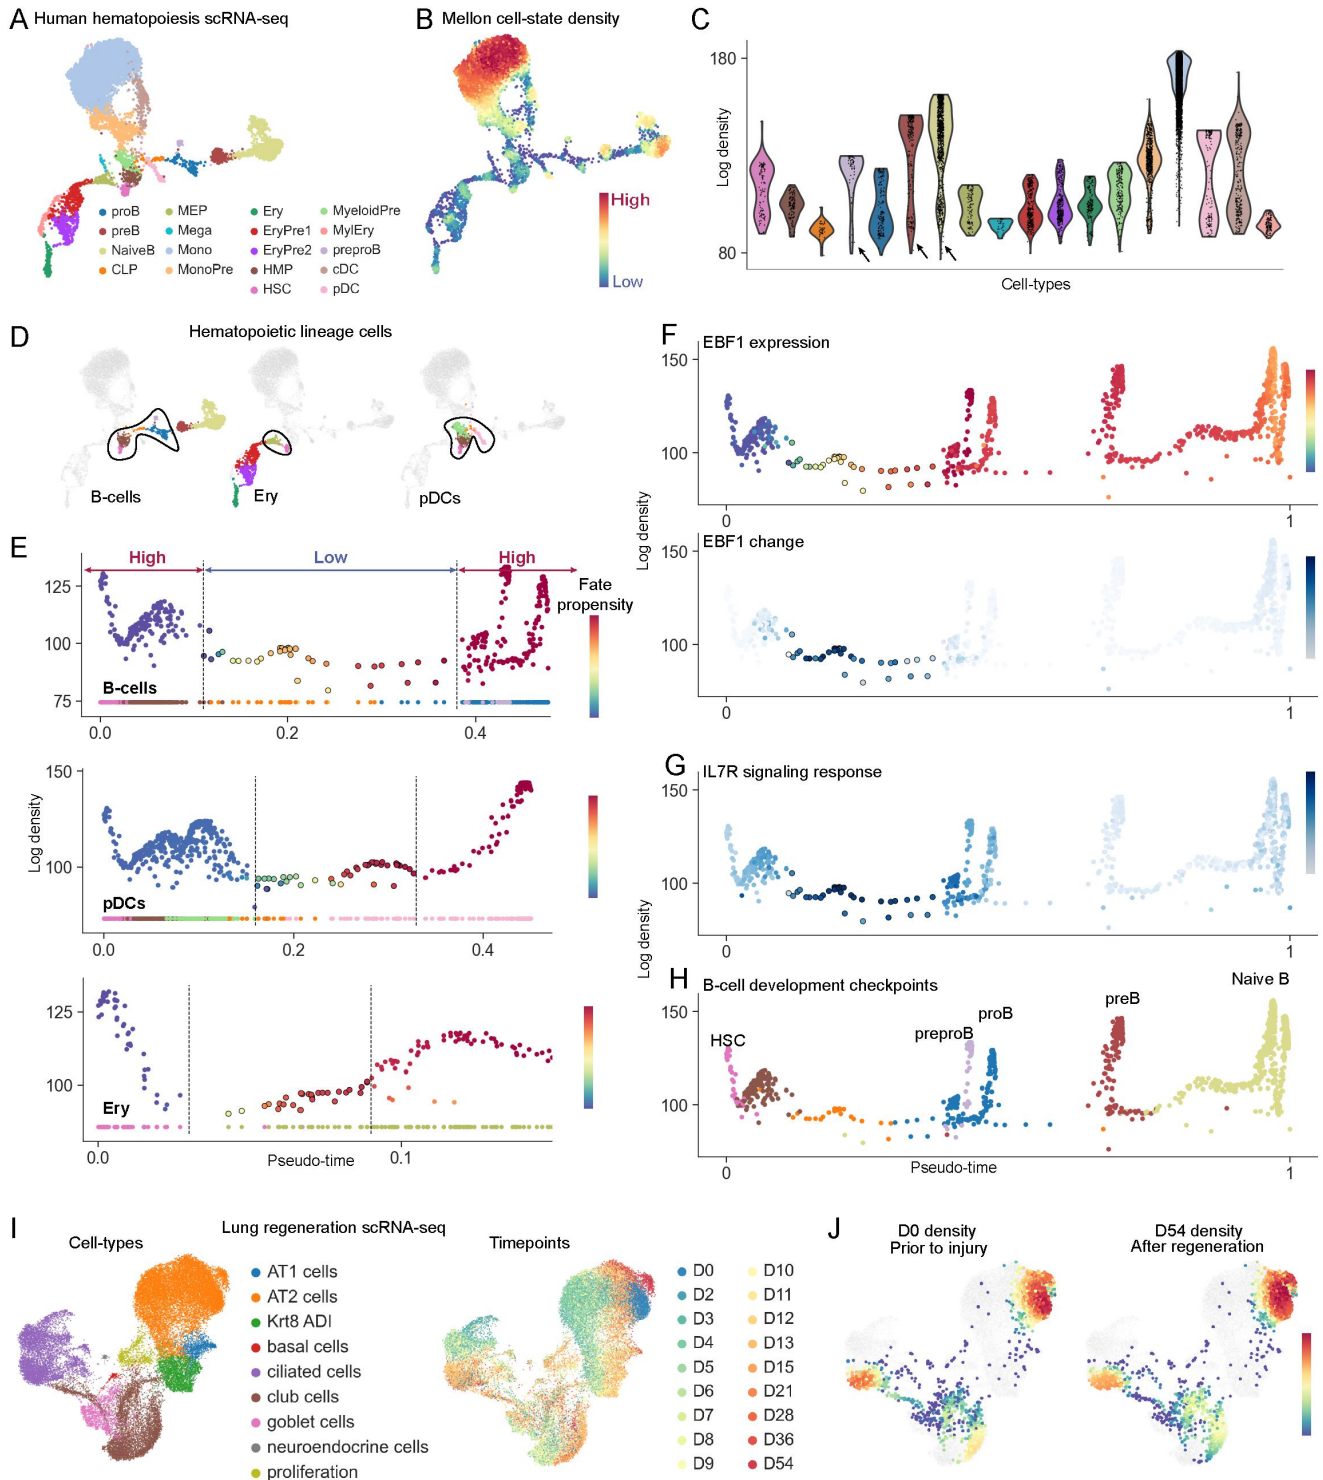 A Human hematopoiesis scRNA-seq
proB
preB
NaiveB
CLP
MEP
Mega
Mono
MonoPre
Ery
EryPre1
EryPre2
HMP
HSC
MyeloidPre
MylEry
preproB
cDC
pDC
B Mellon cell-state density
High
Low
C
180
Log density
80
Cell-types
D
Hematopoietic lineage cells
B-cells
Ery
pDCs
E
High
Low
High
Fate
propensity
125
100
75
B-cells
0.0
0.2
0.4
150
100
Log density
pDCs
0.0
0.2
0.4
125
100
Ery
0.0
0.1
Pseudo-time
F
EBF1 expression
150
100
0
1
Log density
EBF1 change
150
100
0
1
G
IL7R signaling response
150
100
0
1
Log density
H
B-cell development checkpoints
150
100
HSC
preproB
proB
preB
Naive B
0
Pseudo-time
1
I
Lung regeneration scRNA-seq
Cell-types
AT1 cells
AT2 cells
Krt8 ADI
basal cells
ciliated cells
club cells
goblet cells
neuroendocrine cells
proliferation
Timepoints
D0
D2
D3
D4
D5
D6
D7
D8
D9
D10
D11
D12
D13
D15
D21
D28
D36
D54
J
D0 density
Prior to injury
D54 density
After regeneration